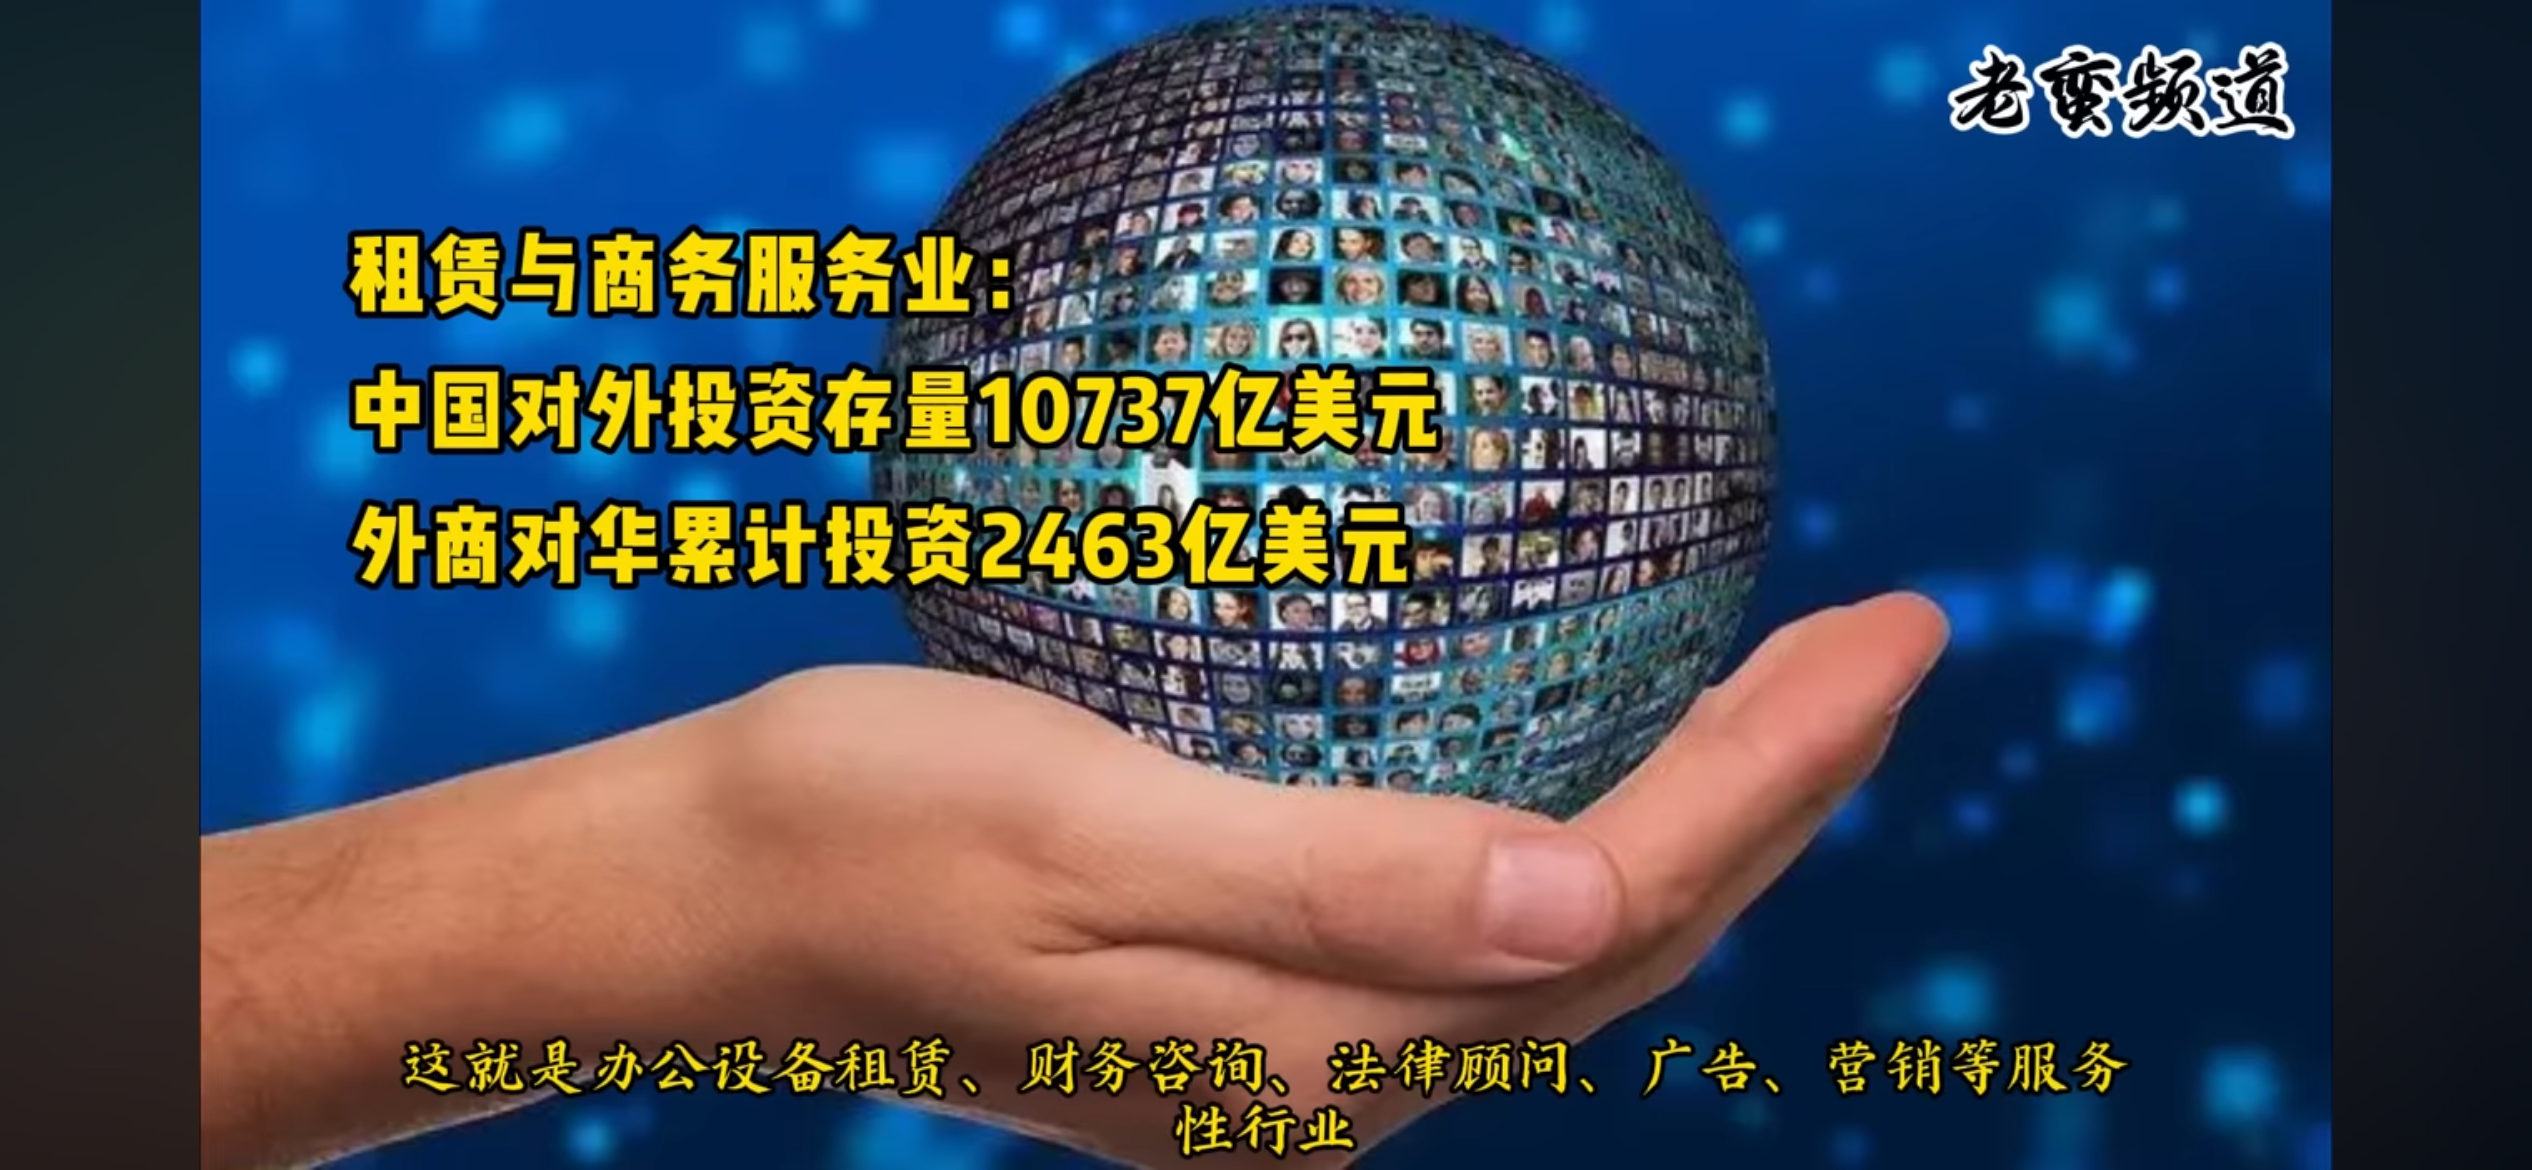 老蛮频道
租赁与商务服务业：
中国对外投资存量10737亿美元
外商对华累计投资2463亿美元
这就是办公设备租赁、财务咨询、法律顾问、广告、营销等服务
性行业